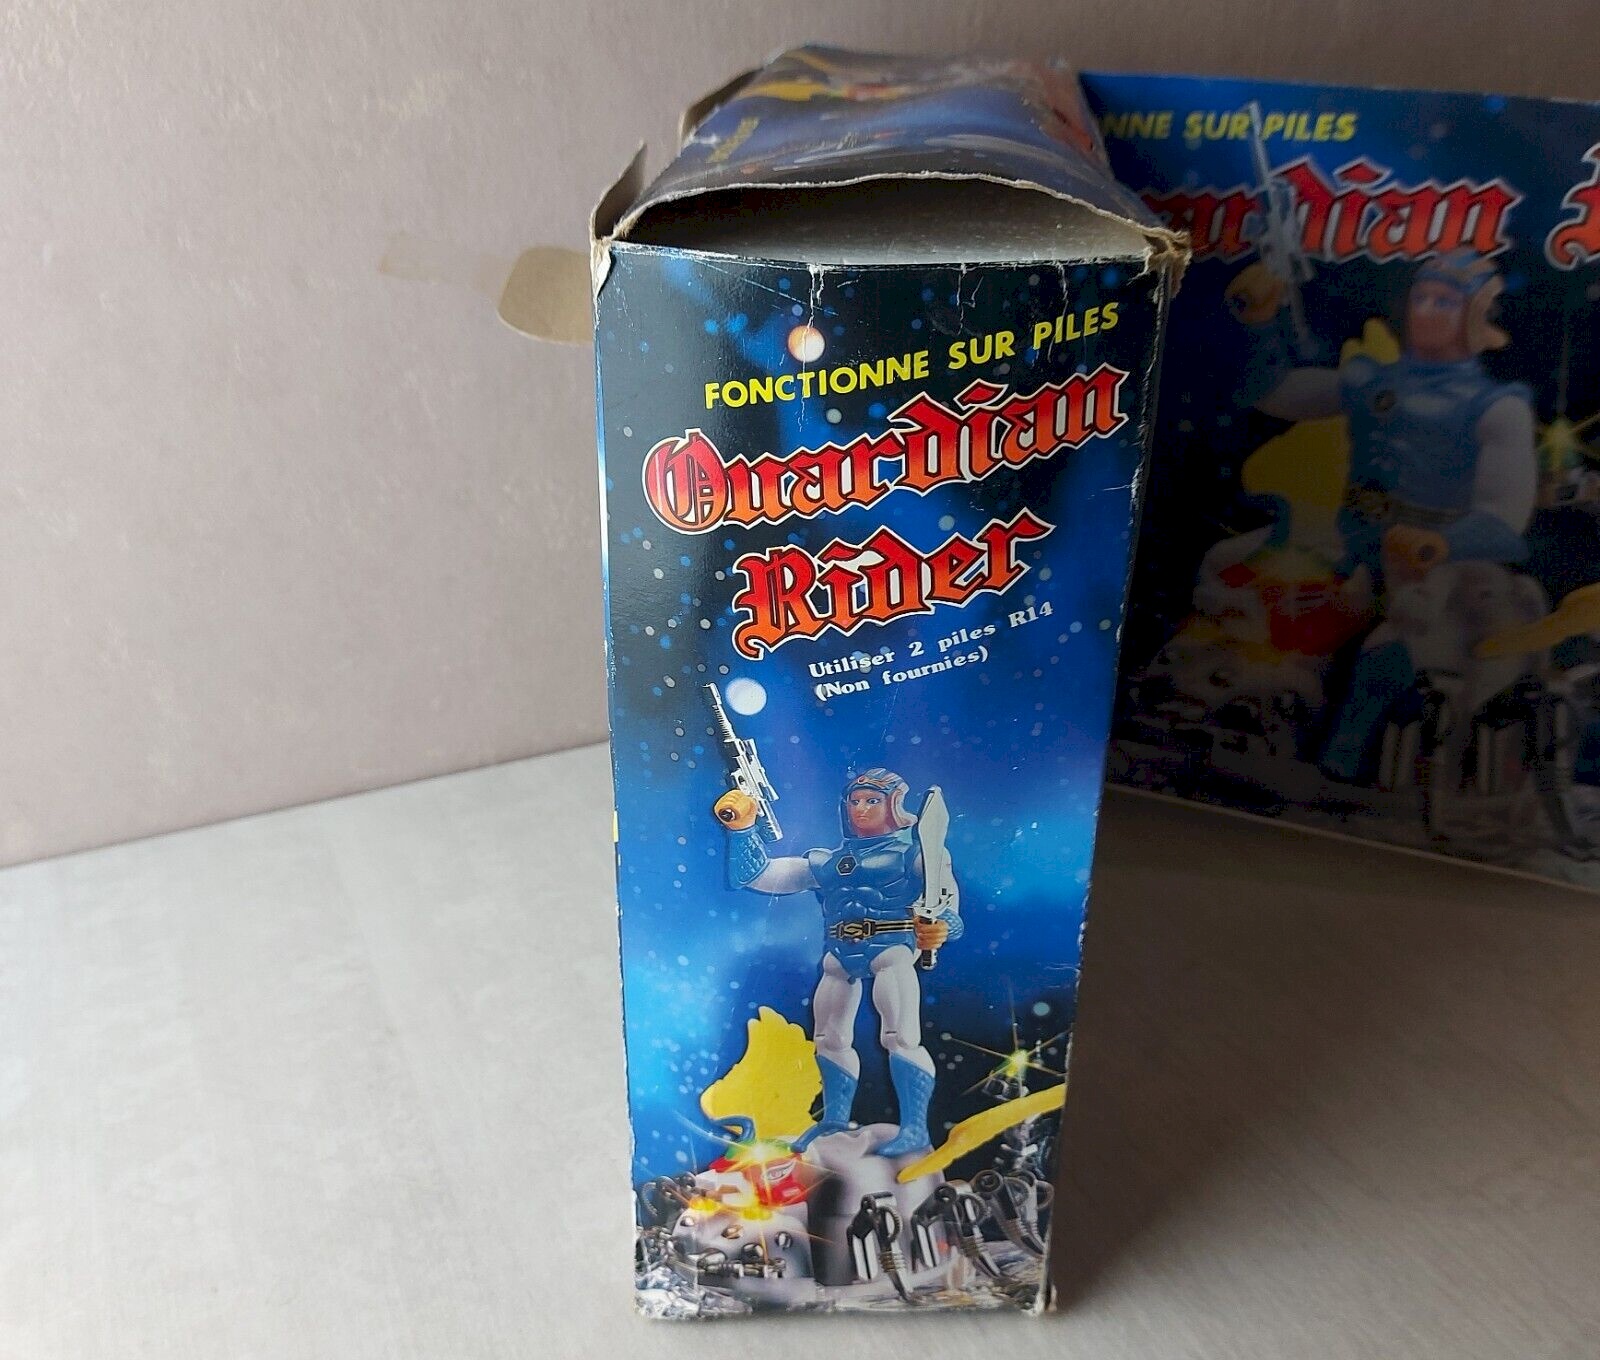 FONCTIONNE SUR PILES
Guardian
Rider
Utiliser 2 piles R14
(Non fournies)
NNE SUR PILES
ardian